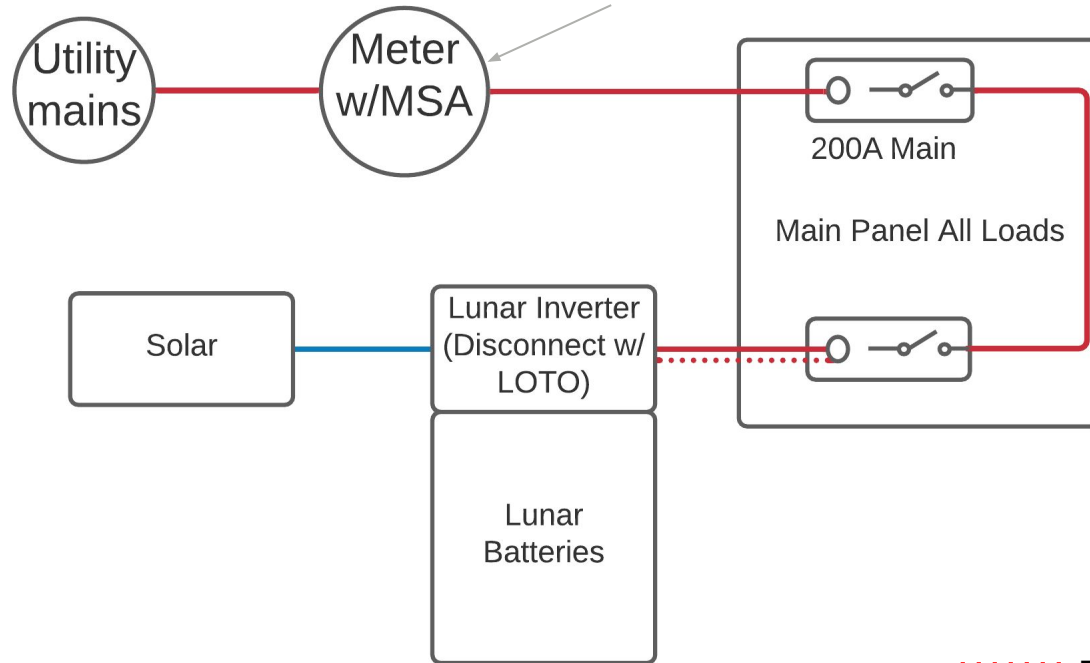 Utility
mains
Meter
w/MSA
200A Main
Main Panel All Loads
Solar
Lunar Inverter
(Disconnect w/
LOTO)
Lunar
Batteries